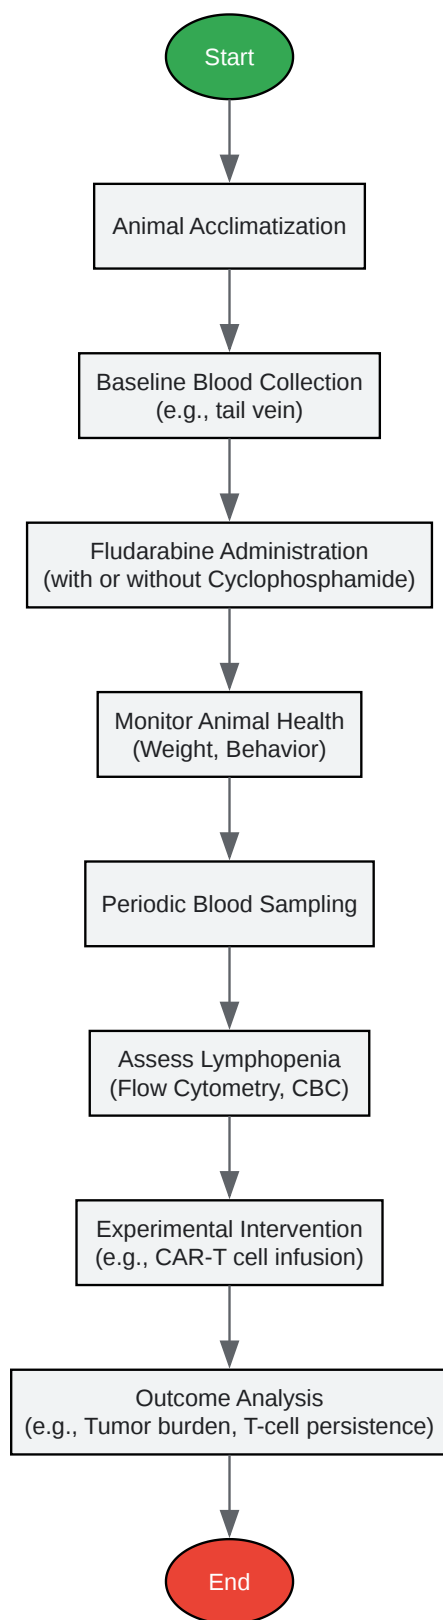 Start
Animal Acclimatization
Baseline Blood Collection
(e.g., tail vein)
Fludarabine Administration
(with or without Cyclophosphamide)
Monitor Animal Health
(Weight, Behavior)
Periodic Blood Sampling
Assess Lymphopenia
(Flow Cytometry, CBC)
Experimental Intervention
(e.g., CAR-T cell infusion)
Outcome Analysis
(e.g., Tumor burden, T-cell persistence)
End